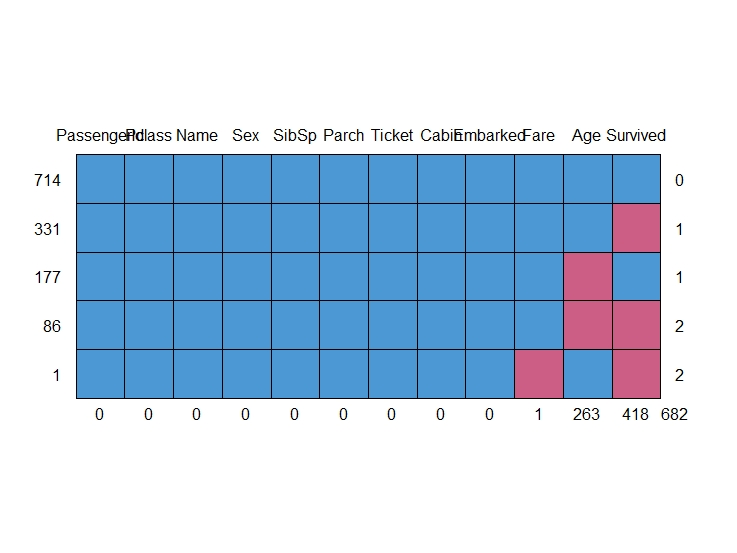 PassengerId Pclass Name Sex SibSp Parch Ticket Cabin Embarked Fare Age Survived
714 0
331 1
177 1
86 2
1 2
0 0 0 0 0 0 0 0 0 1 263 418 682